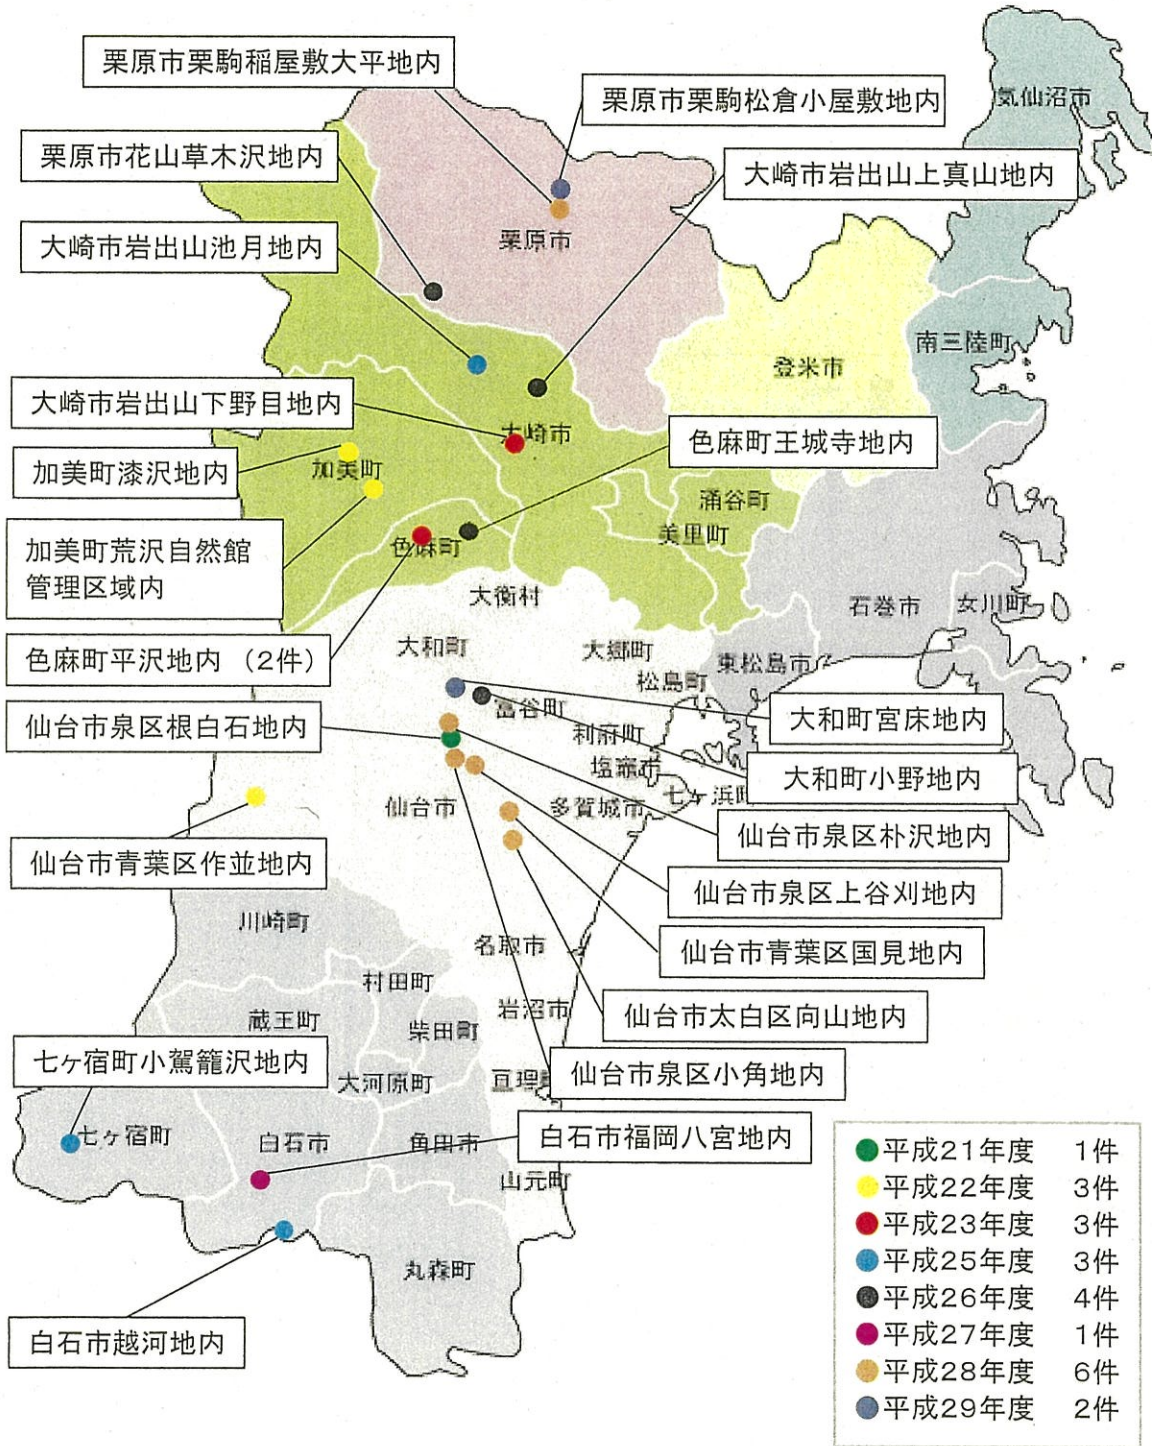 栗原市栗駒稲屋敷大平地内
栗原市栗駒松倉小屋敷地内
気仙沼市
栗原市花山草木沢地内
大崎市岩出山上真山地内
大崎市岩出山池月地内
栗原市
南三陸町
登米市
大崎市岩出山下野目地内
大崎市
色麻町王城寺地内
加美町漆沢地内
加美町
涌谷町
美里町
加美町荒沢自然館
管理区域内
色麻町
大衡村
石巻市
女川町
色麻町平沢地内 (2件)
大和町
大郷町
東松島市
松島町
仙台市泉区根白石地内
富谷町
大和町宮床地内
利府町
塩竈市
大和町小野地内
仙台市
多賀城市
七ヶ浜町
仙台市泉区朴沢地内
仙台市青葉区作並地内
仙台市泉区上谷刈地内
川崎町
名取市
仙台市青葉区国見地内
村田町
岩沼市
仙台市太白区向山地内
蔵王町
柴田町
七ヶ宿町小駕籠沢地内
大河原町
亘理
仙台市泉区小角地内
七ヶ宿町
白石市
角田市
白石市福岡八宮地内
山元町
丸森町
白石市越河地内
平成21年度 1件
平成22年度 3件
平成23年度 3件
平成25年度 3件
平成26年度 4件
平成27年度 1件
平成28年度 6件
平成29年度 2件